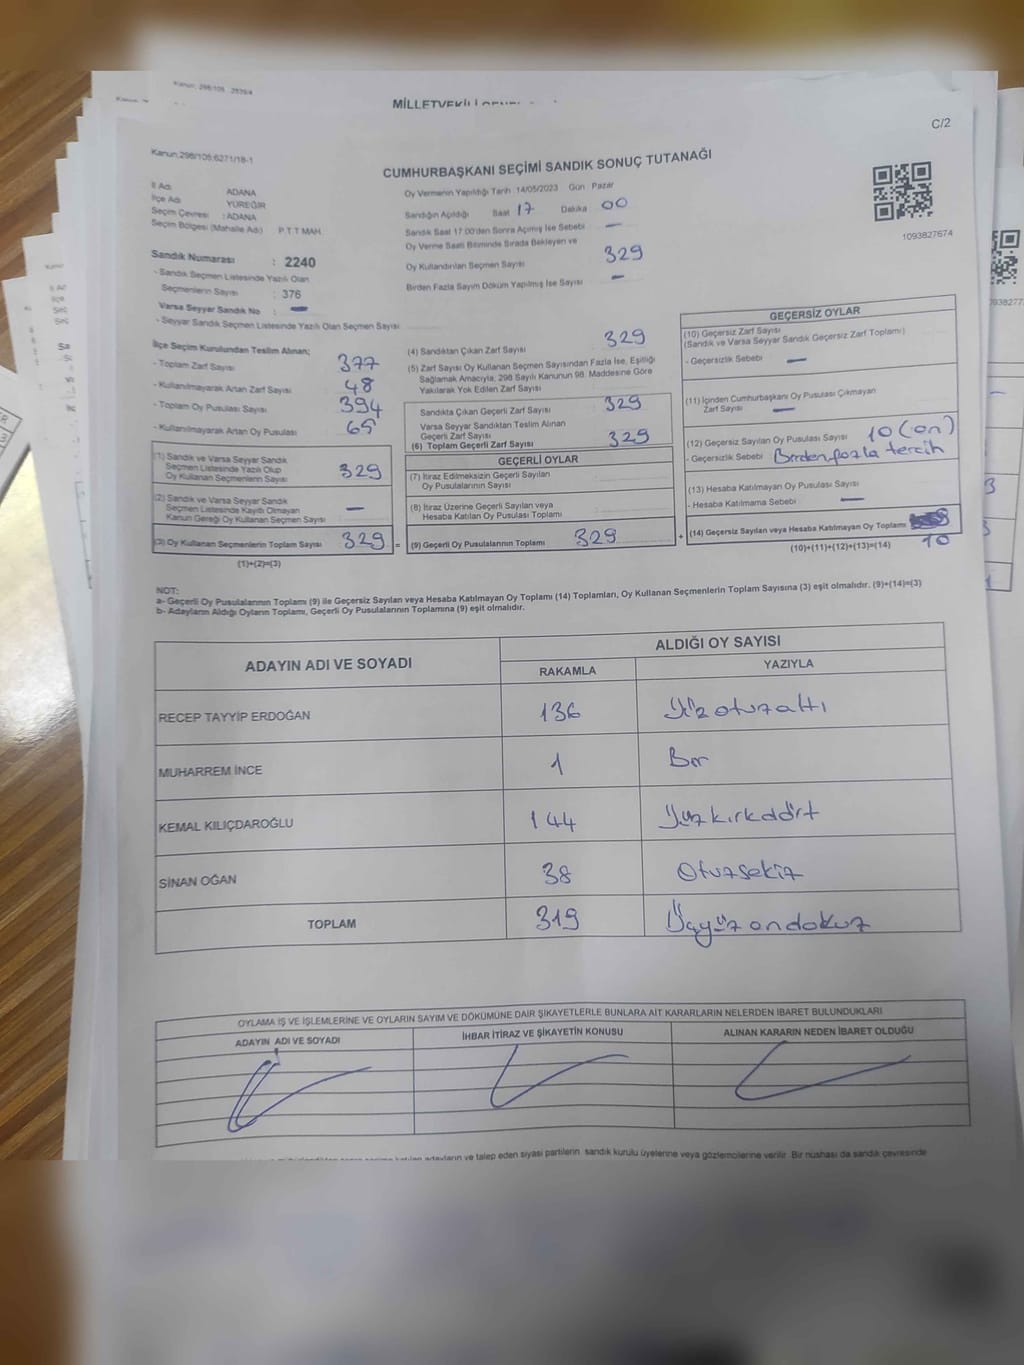 Kanun: 298/105 2839/4
MİLLETVEKİLİ GENEL
C/2
Kanun;298/105;6271/18-1
CUMHURBAŞKANI SEÇİMİ SANDIK SONUÇ TUTANAĞI
İl Adı ADANA
İlçe Adı YÜREĞİR
Seçim Çevresi : ADANA
Seçim Bölgesi (Mahalle Adı) P.T.T MAH.
Sandık Numarası : 2240
- Sandık Seçmen Listesinde Yazılı Olan
Seçmenlerin Sayısı : 376
Varsa Seyyar Sandık No : —
- Seyyar Sandık Seçmen Listesinde Yazılı Olan Seçmen Sayısı
Oy Vermenin Yapıldığı Tarih :14/05/2023 Gün Pazar
Sandığın Açıldığı Saat 17 Dakika 00
Sandık Saat 17:00'den Sonra Açılmış İse Sebebi —
Oy Verme Saati Bitiminde Sırada Bekleyen ve
Oy Kullandırılan Seçmen Sayısı 329
Birden Fazla Sayım Döküm Yapılmış İse Sayısı —
1093827674
İlçe Seçim Kurulundan Teslim Alınan;
- Toplam Zarf Sayısı 377
- Kullanılmayarak Artan Zarf Sayısı 48
- Toplam Oy Pusulası Sayısı 394
- Kullanılmayarak Artan Oy Pusulası 65
(1) Sandık ve Varsa Seyyar Sandık
Seçmen Listesinde Yazılı Olup
Oy Kullanan Seçmenlerin Sayısı 329
(2) Sandık ve Varsa Seyyar Sandık
Seçmen Listesinde Kayıtlı Olmayan
Kanun Gereği Oy Kullanan Seçmen Sayısı —
(3) Oy Kullanan Seçmenlerin Toplam Sayısı 329 =
(1)+(2)=(3)
(4) Sandıktan Çıkan Zarf Sayısı 329
(5) Zarf Sayısı Oy Kullanan Seçmen Sayısından Fazla İse, Eşitliği
Sağlamak Amacıyla, 298 Sayılı Kanunun 98. Maddesine Göre
Yakılarak Yok Edilen Zarf Sayısı
Sandıkta Çıkan Geçerli Zarf Sayısı 329
Varsa Seyyar Sandıktan Teslim Alınan
Geçerli Zarf Sayısı
(6) Toplam Geçerli Zarf Sayısı 329
GEÇERLİ OYLAR
(7) İtiraz Edilmeksizin Geçerli Sayılan
Oy Pusulalarının Sayısı
(8) İtiraz Üzerine Geçerli Sayılan veya
Hesaba Katılan Oy Pusulası Toplamı
(9) Geçerli Oy Pusulalarının Toplamı 329 +
GEÇERSİZ OYLAR
(10) Geçersiz Zarf Sayısı
(Sandık ve Varsa Seyyar Sandık Geçersiz Zarf Toplamı)
- Geçersizlik Sebebi —
(11) İçinden Cumhurbaşkanı Oy Pusulası Çıkmayan
Zarf Sayısı —
(12) Geçersiz Sayılan Oy Pusulası Sayısı 10 (on)
- Geçersizlik Sebebi Birden fazla tercih
(13) Hesaba Katılmayan Oy Pusulası Sayısı
- Hesaba Katılmama Sebebi —
(14) Geçersiz Sayılan veya Hesaba Katılmayan Oy Toplamı 10
(10)+(11)+(12)+(13)=(14)
NOT:
a- Geçerli Oy Pusulalarının Toplamı (9) ile Geçersiz Sayılan veya Hesaba Katılmayan Oy Toplamı (14) Toplamları, Oy Kullanan Seçmenlerin Toplam Sayısına (3) eşit olmalıdır. (9)+(14)=(3)
b- Adayların Aldığı Oyların Toplamı, Geçerli Oy Pusulalarının Toplamına (9) eşit olmalıdır.
ADAYIN ADI VE SOYADI ALDIĞI OY SAYISI
RAKAMLA YAZIYLA
RECEP TAYYİP ERDOĞAN 136 Yüz otuz altı
MUHARREM İNCE 1 Bir
KEMAL KILIÇDAROĞLU 144 Yüz kırkdört
SİNAN OĞAN 38 Otuzsekiz
TOPLAM 319 Üçyüz ondokuz
OYLAMA İŞ VE İŞLEMLERİNE VE OYLARIN SAYIM VE DÖKÜMÜNE DAİR ŞİKAYETLERLE BUNLARA AİT KARARLARIN NELERDEN İBARET BULUNDUKLARI
ADAYIN ADI VE SOYADI İHBAR İTİRAZ VE ŞİKAYETİN KONUSU ALINAN KARARIN NEDEN İBARET OLDUĞU
adayların ve talep eden siyasi partilerin sandık kurulu üyelerine veya gözlemcilerine verilir. Bir nüshası da sandık çevresinde